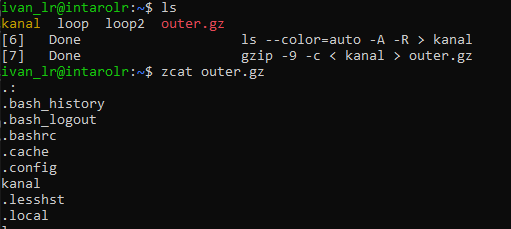 ivan_lr@intarolr:~$ ls
kanal  loop  loop2  outer.gz
[6]   Done                    ls --color=auto -A -R > kanal
[7]   Done                    gzip -9 -c < kanal > outer.gz
ivan_lr@intarolr:~$ zcat outer.gz
.:
.bash_history
.bash_logout
.bashrc
.cache
.config
kanal
.lesshst
.local